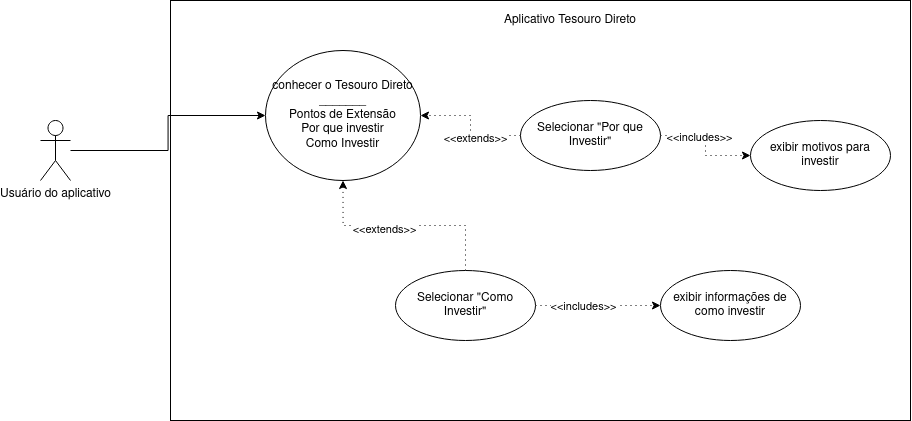 Aplicativo Tesouro Direto
conhecer o Tesouro Direto
________
Pontos de Extensão
Por que investir
Como Investir
<<extends>>
Selecionar "Por que
Investir"
<<includes>>
exibir motivos para
investir
Usuário do aplicativo
<<extends>>
Selecionar "Como
Investir"
<<includes>>
exibir informações de
como investir